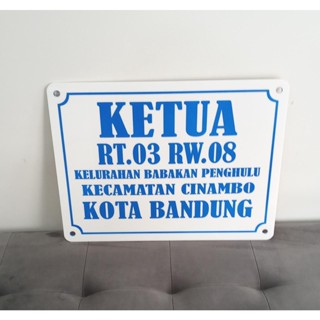 KETUA
RT.03 RW.08
KELURAHAN BABAKAN PENGHULU
KECAMATAN CINAMBO
KOTA BANDUNG